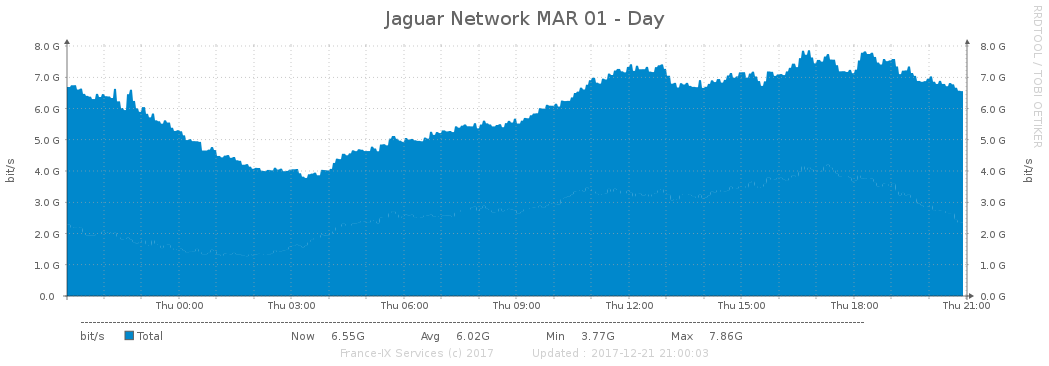 Jaguar Network MAR 01 - Day
RRDTOOL / TOBI OETIKER
8.0 G 8.0 G
7.0 G 7.0 G
6.0 G 6.0 G
5.0 G 5.0 G
4.0 G 4.0 G
3.0 G 3.0 G
2.0 G 2.0 G
1.0 G 1.0 G
0.0 0.0 G
bit/s bit/s
Thu 00:00 Thu 03:00 Thu 06:00 Thu 09:00 Thu 12:00 Thu 15:00 Thu 18:00 Thu 21:00
bit/s Total Now 6.55G Avg 6.02G Min 3.77G Max 7.86G
France-IX Services (c) 2017 Updated : 2017-12-21 21:00:03